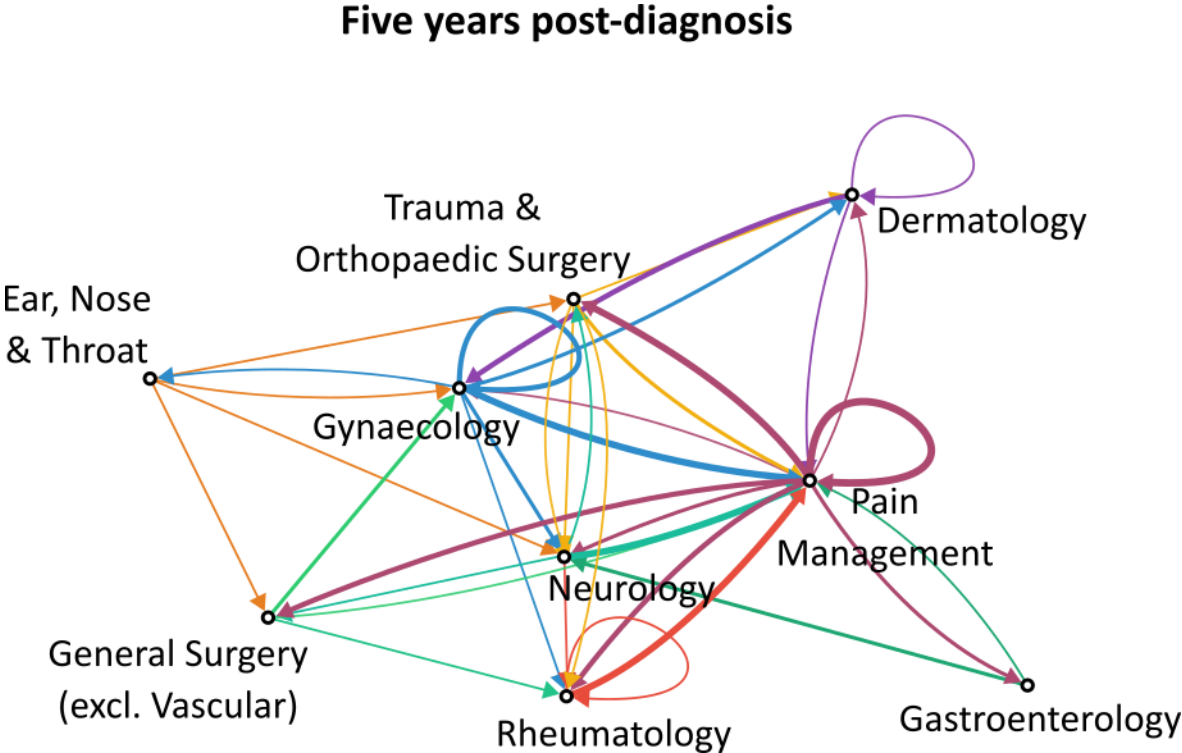 Five years post-diagnosis
Trauma &
Orthopaedic Surgery
Dermatology
Ear, Nose
& Throat
Gynaecology
Pain
Management
Neurology
General Surgery
(excl. Vascular)
Rheumatology
Gastroenterology